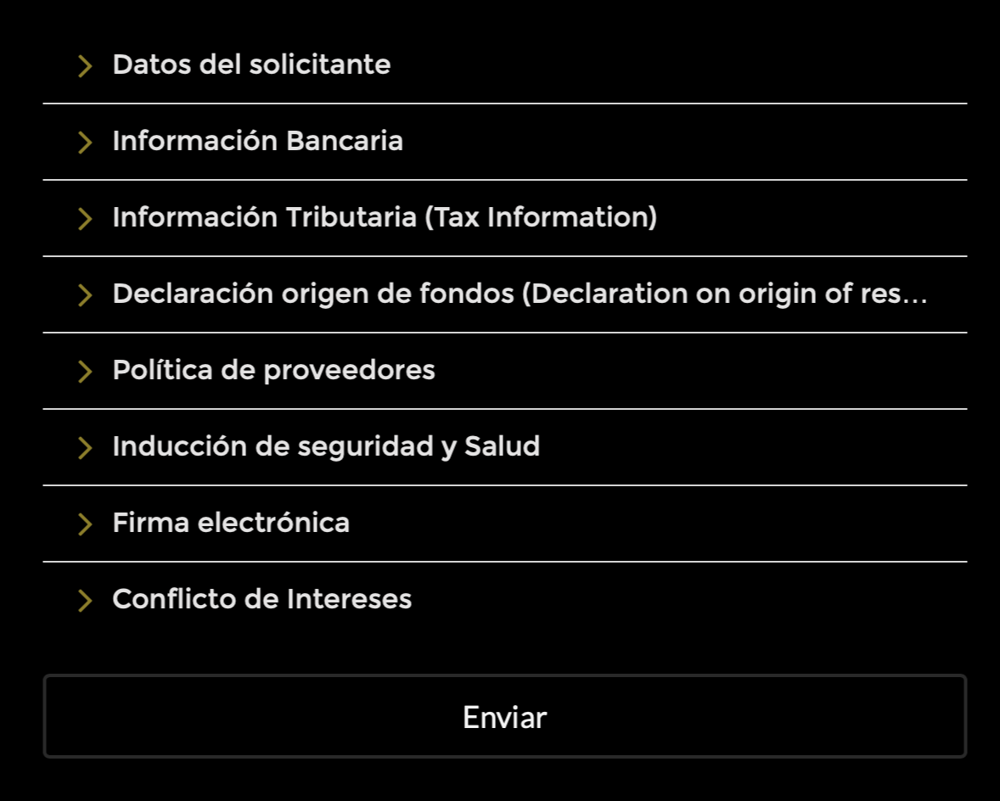 Datos del solicitante
Información Bancaria
Información Tributaria (Tax Information)
Declaración origen de fondos (Declaration on origin of res...
Política de proveedores
Inducción de seguridad y Salud
Firma electrónica
Conflicto de Intereses
Enviar